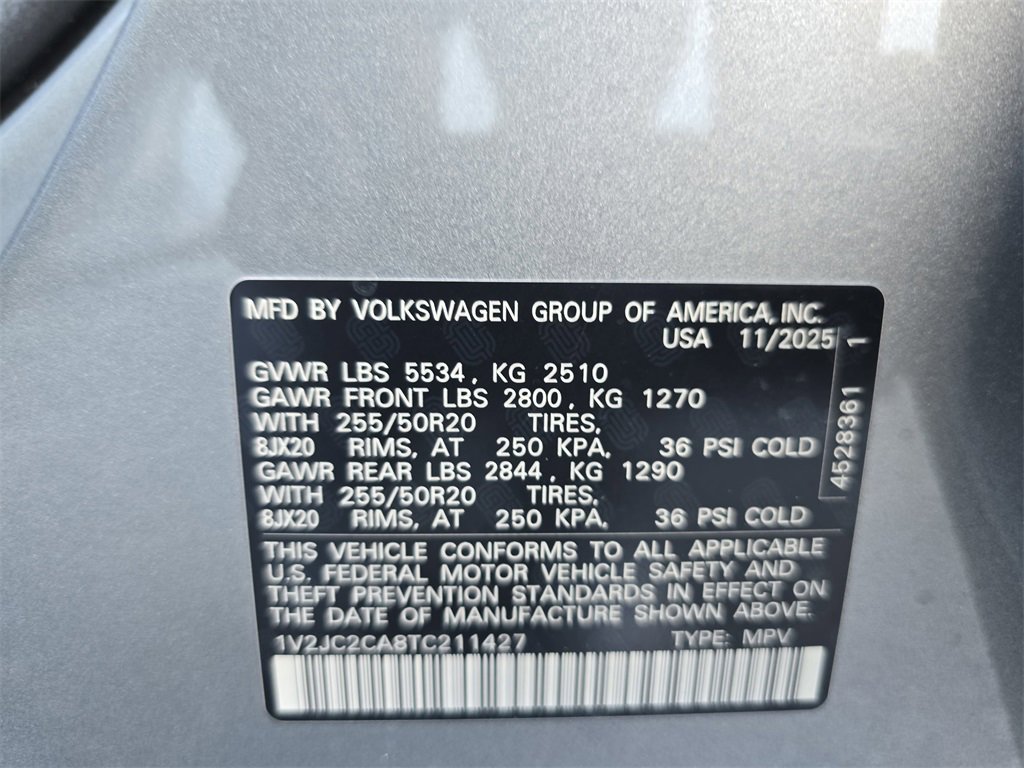 MFD BY VOLKSWAGEN GROUP OF AMERICA, INC.
USA 11/2025
GVWR LBS 5534, KG 2510
GAWR FRONT LBS 2800, KG 1270
WITH 255/50R20 TIRES,
8JX20 RIMS, AT 250 KPA, 36 PSI COLD
GAWR REAR LBS 2844, KG 1290
WITH 255/50R20 TIRES,
8JX20 RIMS, AT 250 KPA, 36 PSI COLD
4528361 1
THIS VEHICLE CONFORMS TO ALL APPLICABLE
U.S. FEDERAL MOTOR VEHICLE SAFETY AND
THEFT PREVENTION STANDARDS IN EFFECT ON
THE DATE OF MANUFACTURE SHOWN ABOVE.
1V2JC2CA8TC211427 TYPE: MPV